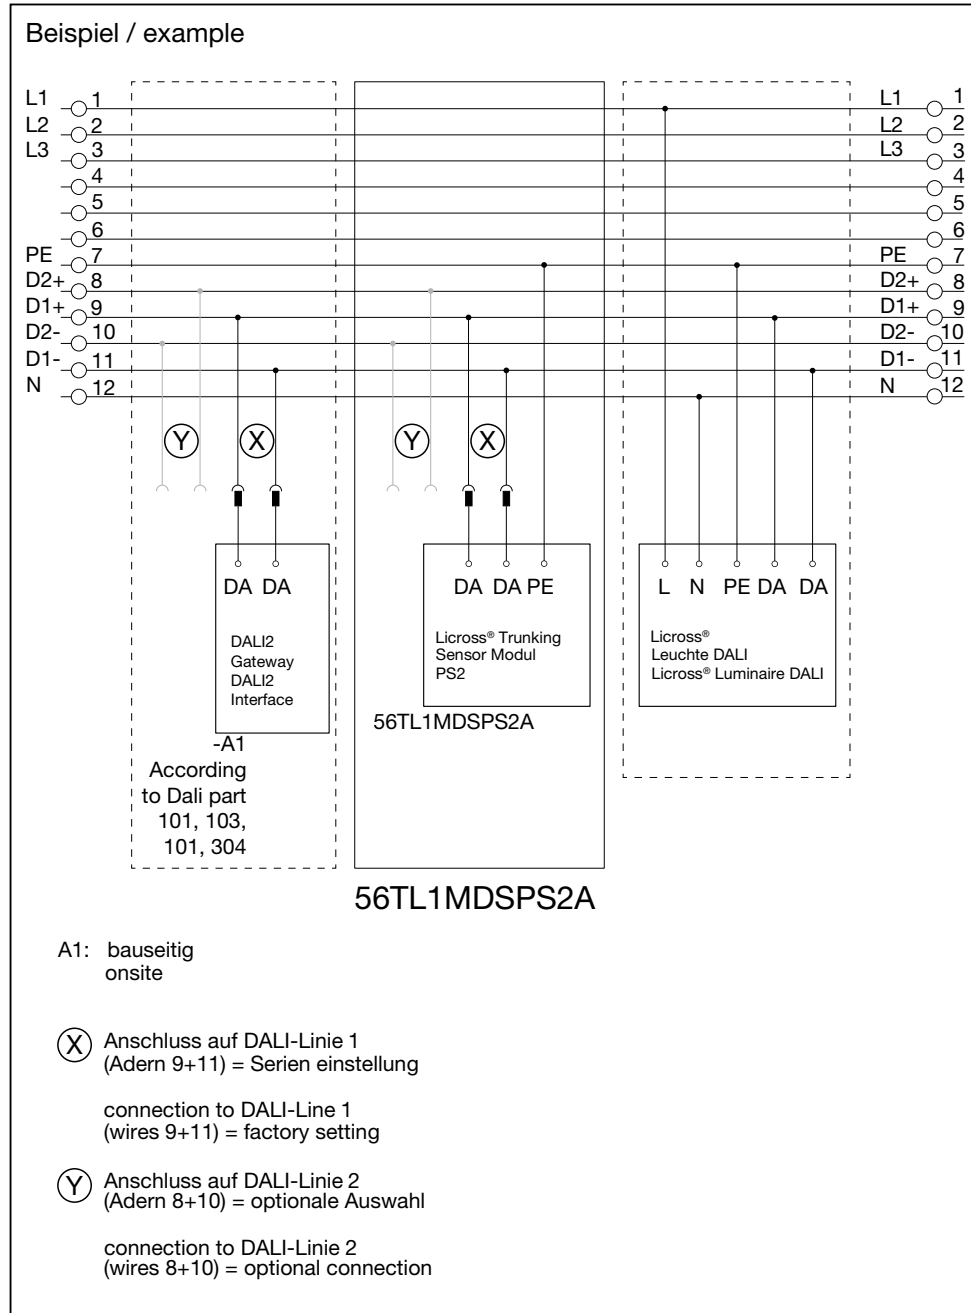 Beispiel / example
L1 1 L1 1
L2 2 L2 2
L3 3 L3 3
4 4
5 5
6 6
PE 7 PE 7
D2+ 8 D2+ 8
D1+ 9 D1+ 9
D2- 10 D2- 10
D1- 11 D1- 11
N 12 N 12
Y X Y X
DA DA
DALI2
Gateway
DALI2
Interface
-A1
According
to Dali part
101, 103,
101, 304
DA DA PE
Licross® Trunking
Sensor Modul
PS2
56TL1MDSPS2A
L N PE DA DA
Licross®
Leuchte DALI
Licross® Luminaire DALI
56TL1MDSPS2A
A1: bauseitig
onsite
X Anschluss auf DALI-Linie 1
(Adern 9+11) = Serien einstellung
connection to DALI-Line 1
(wires 9+11) = factory setting
Y Anschluss auf DALI-Linie 2
(Adern 8+10) = optionale Auswahl
connection to DALI-Linie 2
(wires 8+10) = optional connection